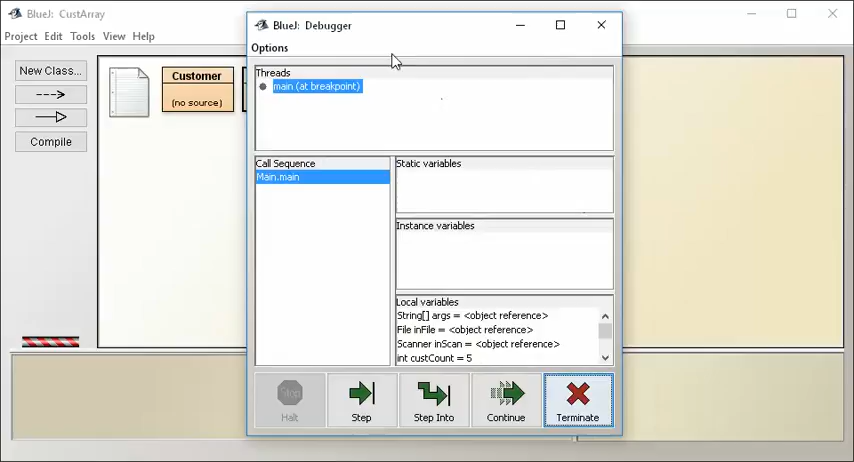 BlueJ: CustArray
Project Edit Tools View Help
New Class...
Compile
Customer
(no source)
BlueJ: Debugger
Options
Threads
main (at breakpoint)
Call Sequence
Main.main
Static variables
Instance variables
Local variables
String[] args = <object reference>
File inFile = <object reference>
Scanner inScan = <object reference>
int custCount = 5
Stop
Halt
Step
Step Into
Continue
Terminate